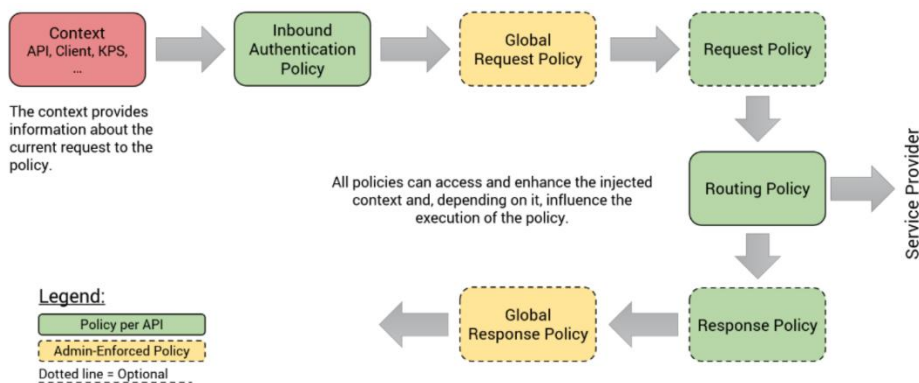 Context
API, Client, KPS,
...
Inbound
Authentication
Policy
Global
Request Policy
Request Policy
The context provides
information about the
current request to the
policy.
All policies can access and enhance the injected
context and, depending on it, influence the
execution of the policy.
Routing Policy
Service Provider
Response Policy
Global
Response Policy
Legend:
Policy per API
Admin-Enforced Policy
Dotted line = Optional